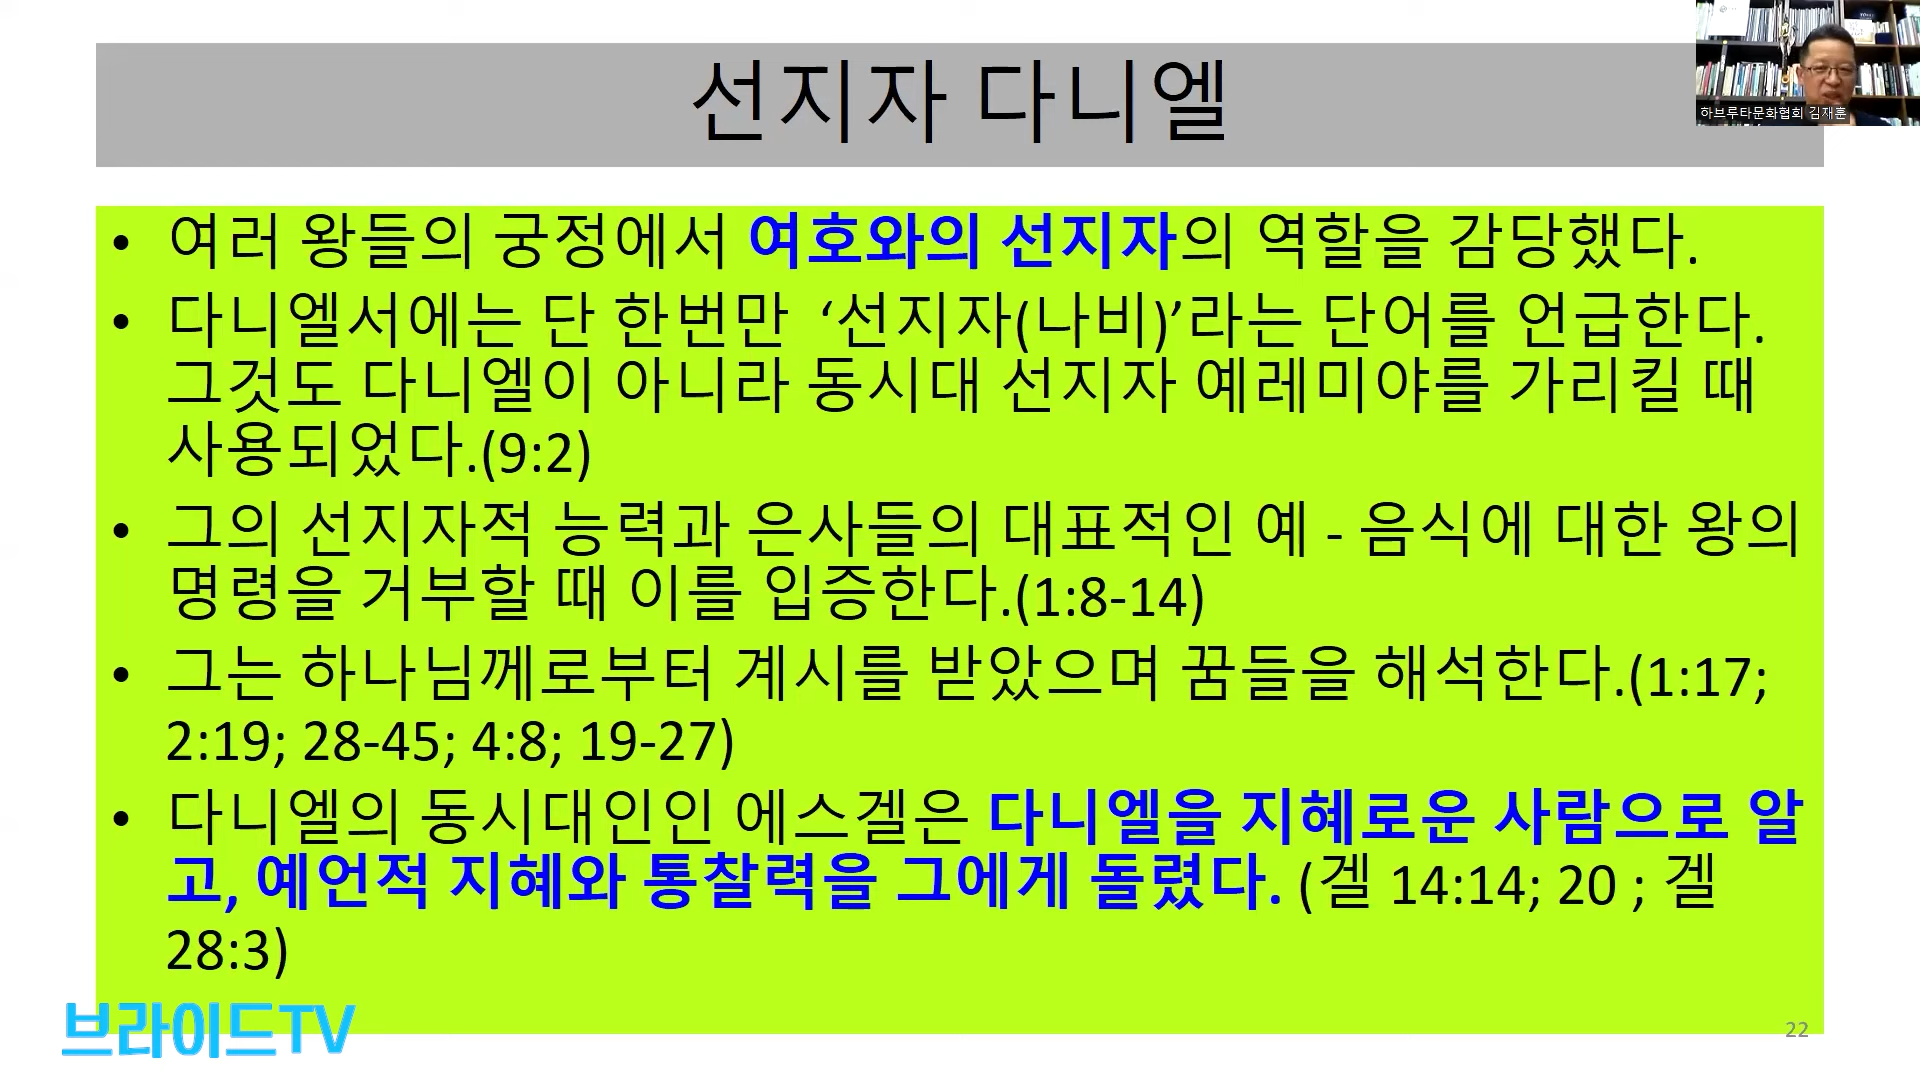 선지자 다니엘
하브루타문화협회 김재훈
• 여러 왕들의 궁정에서 여호와의 선지자의 역할을 감당했다.
• 다니엘서에는 단 한번만 ‘선지자(나비)’라는 단어를 언급한다.
그것도 다니엘이 아니라 동시대 선지자 예레미야를 가리킬 때
사용되었다.(9:2)
• 그의 선지자적 능력과 은사들의 대표적인 예 - 음식에 대한 왕의
명령을 거부할 때 이를 입증한다.(1:8-14)
• 그는 하나님께로부터 계시를 받았으며 꿈들을 해석한다.(1:17;
2:19; 28-45; 4:8; 19-27)
• 다니엘의 동시대인인 에스겔은 다니엘을 지혜로운 사람으로 알
고, 예언적 지혜와 통찰력을 그에게 돌렸다. (겔 14:14; 20 ; 겔
28:3)
브라이드TV
22